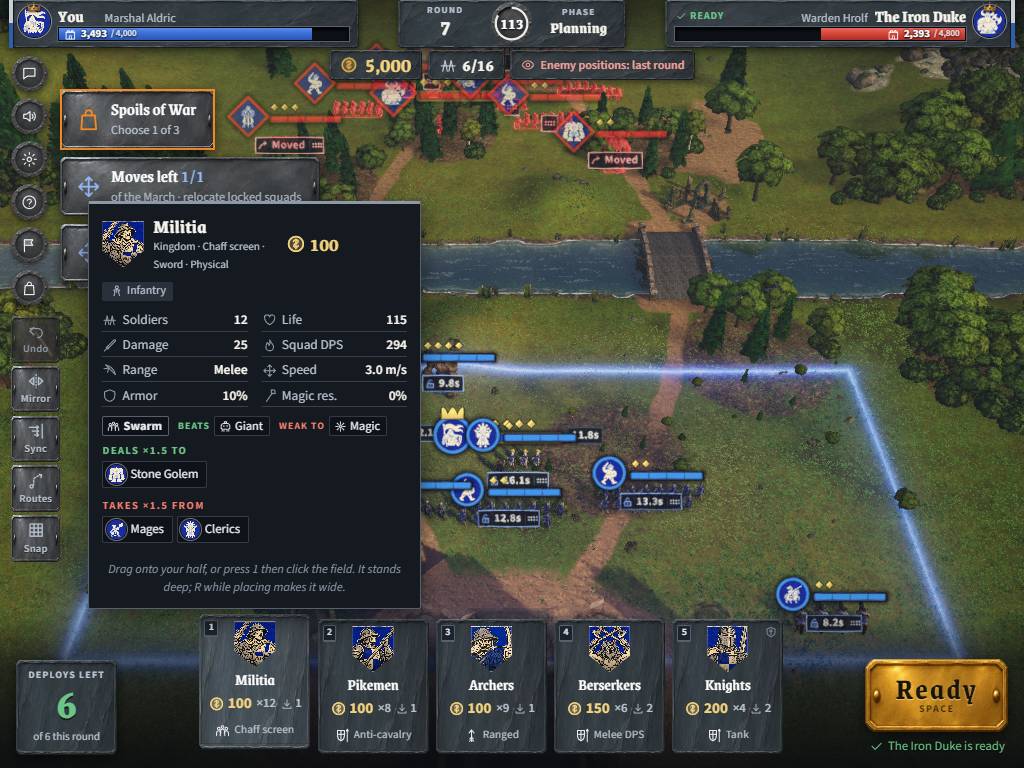 You Marshal Aldric
3,493 / 4,000
ROUND
7
113
PHASE
Planning
READY
Warden Hrolf The Iron Duke
2,393 / 4,800
5,000
6/16
Enemy positions: last round
Spoils of War
Choose 1 of 3
Moved
Moved
Moves left 1/1
of the March · relocate locked squads
Militia
Kingdom · Chaff screen ·
Sword · Physical
100
Infantry
Soldiers 12
Life 115
Damage 25
Squad DPS 294
Range Melee
Speed 3.0 m/s
Armor 10%
Magic res. 0%
Swarm BEATS Giant WEAK TO Magic
DEALS ×1.5 TO
Stone Golem
TAKES ×1.5 FROM
Mages Clerics
Drag onto your half, or press 1 then click the field. It stands
deep; R while placing makes it wide.
9.8s
1.8s
13.3s
12.8s
8.2s
Undo
Mirror
Sync
Routes
Snap
DEPLOYS LEFT
6
of 6 this round
1
Militia
100 ×12 1
Chaff screen
2
Pikemen
100 ×8 1
Anti-cavalry
3
Archers
100 ×9 1
Ranged
4
Berserkers
150 ×6 2
Melee DPS
5
Knights
200 ×4 2
Tank
Ready
SPACE
The Iron Duke is ready